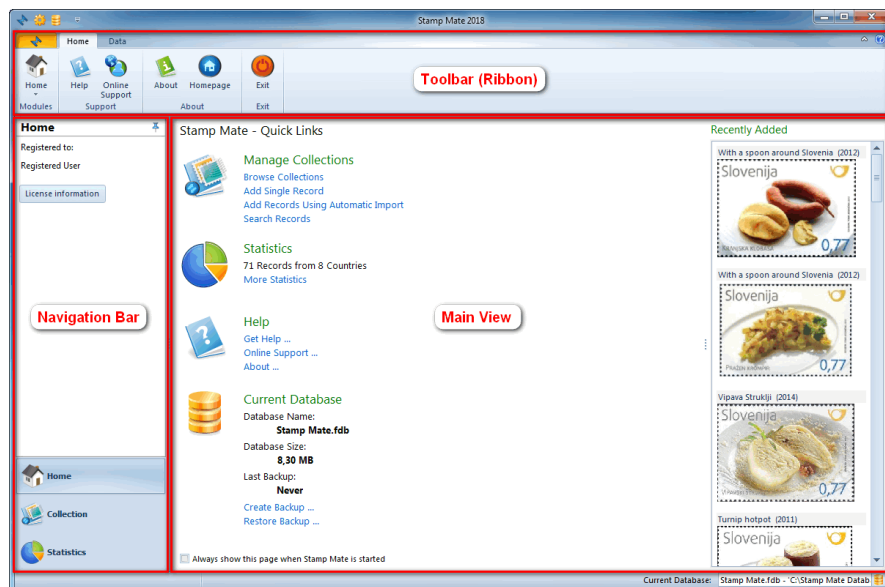 Stamp Mate 2018
Home Data
Toolbar (Ribbon)
Home Help Online Support About Homepage Exit
Modules Support About Exit
Home
Registered to:
Registered User
License information
Navigation Bar
Home
Collection
Statistics
Stamp Mate - Quick Links
Manage Collections
Browse Collections
Add Single Record
Add Records Using Automatic Import
Search Records
Statistics
71 Records from 8 Countries
More Statistics
Main View
Help
Get Help ...
Online Support ...
About ...
Current Database
Database Name:
Stamp Mate.fdb
Database Size:
8,30 MB
Last Backup:
Never
Create Backup ...
Restore Backup ...
Always show this page when Stamp Mate is started
Recently Added
With a spoon around Slovenia (2012)
Slovenija
0,77
With a spoon around Slovenia (2012)
Slovenija
PRAŽEN KROMPIR
0,77
Vipava Struklji (2014)
Slovenija
0,77
Turnip hotpot (2011)
Slovenija
Current Database: Stamp Mate.fdb - 'C:\Stamp Mate Datab